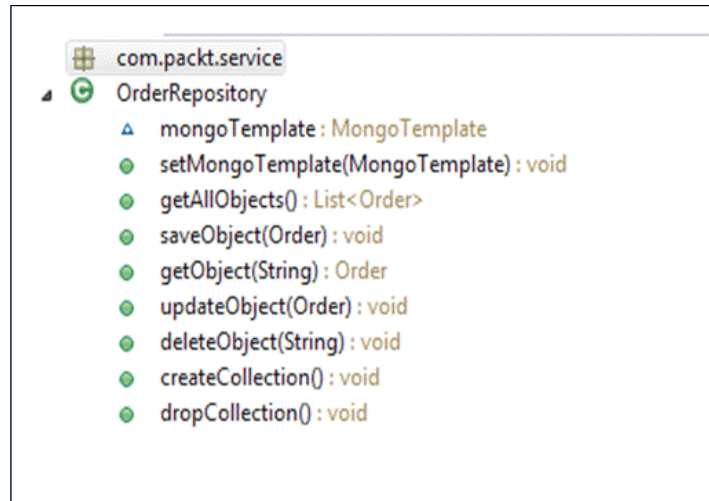 com.packt.service
OrderRepository
mongoTemplate : MongoTemplate
setMongoTemplate(MongoTemplate) : void
getAllObjects() : List<Order>
saveObject(Order) : void
getObject(String) : Order
updateObject(Order) : void
deleteObject(String) : void
createCollection() : void
dropCollection() : void